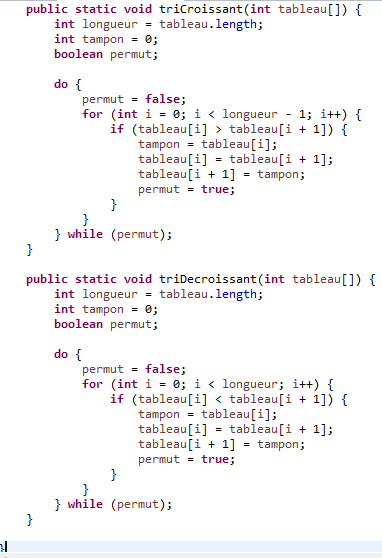 public static void triCroissant(int tableau[]) {
int longueur = tableau.length;
int tampon = 0;
boolean permut;
do {
permut = false;
for (int i = 0; i < longueur - 1; i++) {
if (tableau[i] > tableau[i + 1]) {
tampon = tableau[i];
tableau[i] = tableau[i + 1];
tableau[i + 1] = tampon;
permut = true;
}
}
} while (permut);
}
public static void triDecroissant(int tableau[]) {
int longueur = tableau.length;
int tampon = 0;
boolean permut;
do {
permut = false;
for (int i = 0; i < longueur; i++) {
if (tableau[i] < tableau[i + 1]) {
tampon = tableau[i];
tableau[i] = tableau[i + 1];
tableau[i + 1] = tampon;
permut = true;
}
}
} while (permut);
}
}